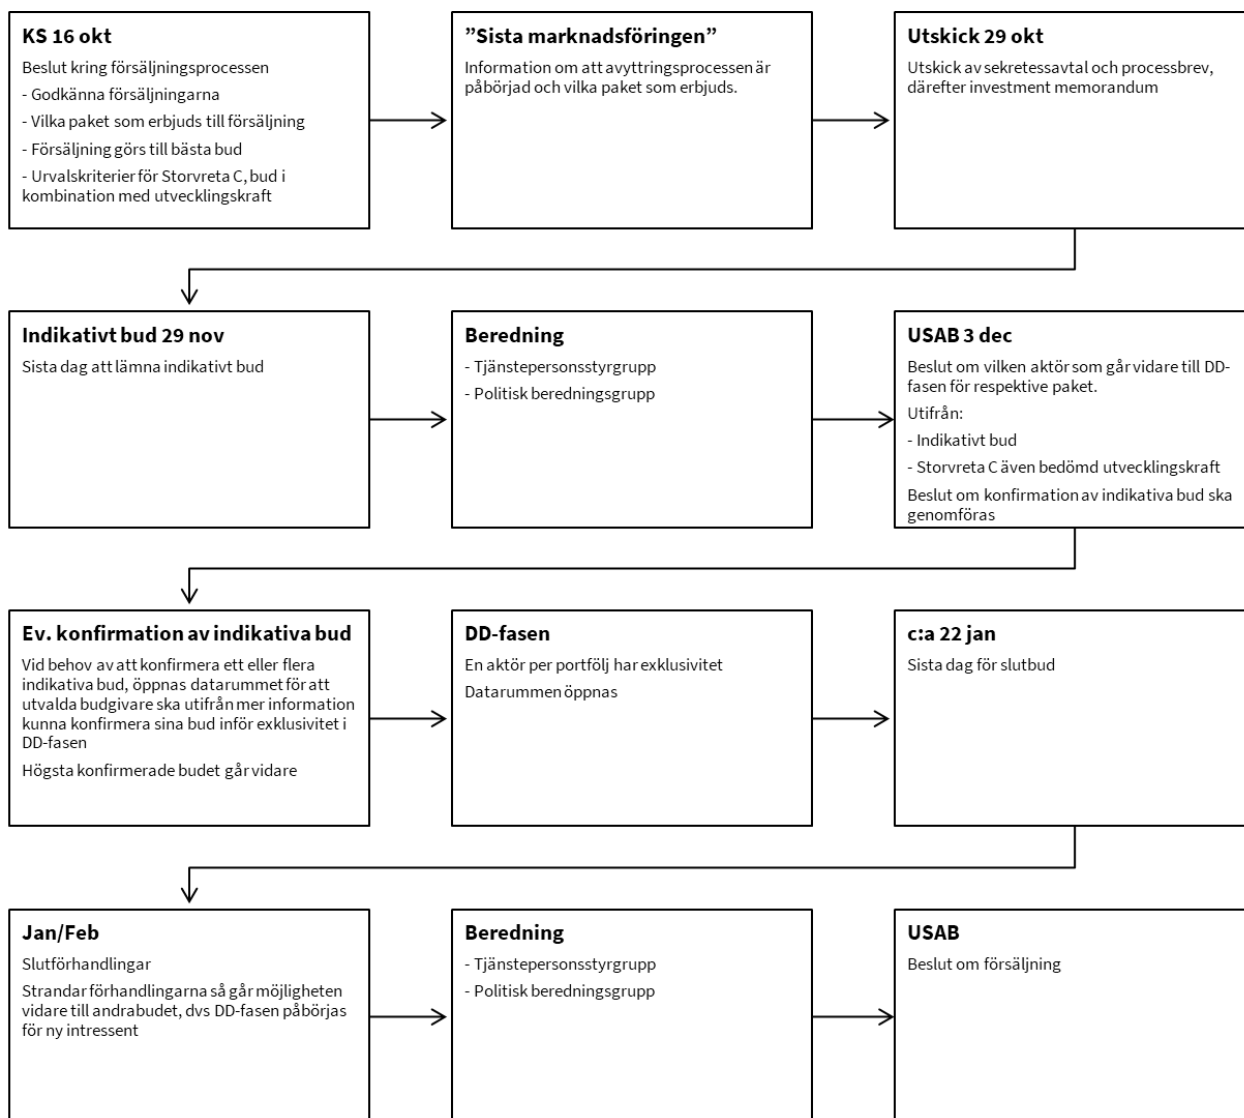 KS 16 okt
Beslut kring försäljningsprocessen
- Godkänna försäljningarna
- Vilka paket som erbjuds till försäljning
- Försäljning görs till bästa bud
- Urvalskriterier för Storvreta C, bud i
kombination med utvecklingskraft
”Sista marknadsföringen”
Information om att avyttringsprocessen är
påbörjad och vilka paket som erbjuds.
Utskick 29 okt
Utskick av sekretessavtal och processbrev,
därefter investment memorandum
Indikativt bud 29 nov
Sista dag att lämna indikativt bud
Beredning
- Tjänstepersonsstyrgrupp
- Politisk beredningsgrupp
USAB 3 dec
Beslut om vilken aktör som går vidare till DD-
fasen för respektive paket.
Utifrån:
- Indikativt bud
- Storvreta C även bedömd utvecklingskraft
Beslut om konfirmation av indikativa bud ska
genomföras
Ev. konfirmation av indikativa bud
Vid behov av att konfirmera ett eller flera
indikativa bud, öppnas datarummet för att
utvalda budgivare ska utifrån mer information
kunna konfirmera sina bud inför exklusivitet i
DD-fasen
Högsta konfirmerade budet går vidare
DD-fasen
En aktör per portfölj har exklusivitet
Datarummen öppnas
c:a 22 jan
Sista dag för slutbud
Jan/Feb
Slutförhandlingar
Strandar förhandlingarna så går möjligheten
vidare till andrabudet, dvs DD-fasen påbörjas
för ny intressent
Beredning
- Tjänstepersonsstyrgrupp
- Politisk beredningsgrupp
USAB
Beslut om försäljning